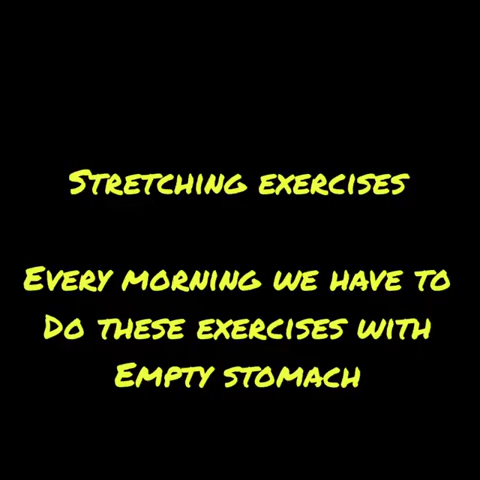 Stretching exercises
Every morning we have to
Do these exercises with
Empty stomach